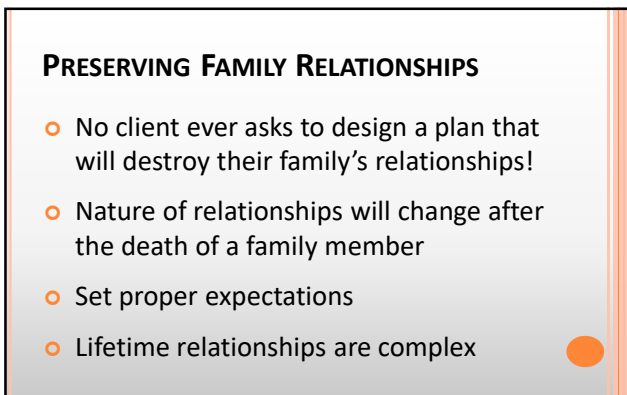 PRESERVING FAMILY RELATIONSHIPS
No client ever asks to design a plan that
will destroy their family’s relationships!
Nature of relationships will change after
the death of a family member
Set proper expectations
Lifetime relationships are complex